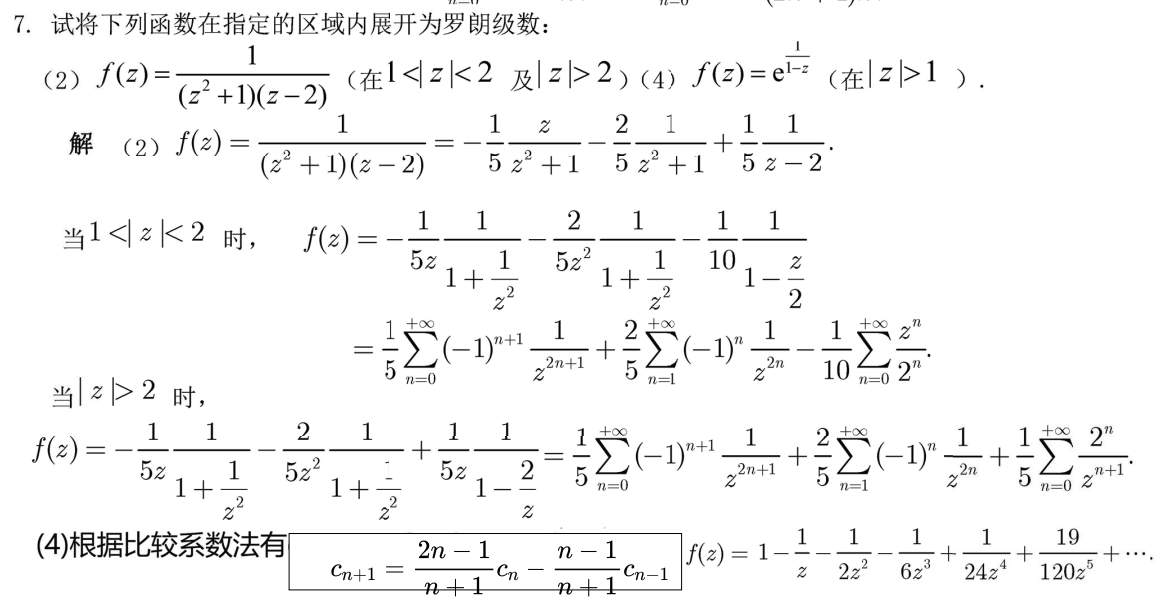 7. 试将下列函数在指定的区域内展开为罗朗级数：
（2） $f(z)=\frac{1}{(z^2+1)(z-2)}$ （在 $1<|z|<2$ 及 $|z|>2$ ）（4） $f(z)=\mathrm{e}^{\frac{1}{1-z}}$ （在 $|z|>1$ ）.
解 （2） $f(z)=\frac{1}{(z^2+1)(z-2)}=-\frac{1}{5}\frac{z}{z^2+1}-\frac{2}{5}\frac{1}{z^2+1}+\frac{1}{5}\frac{1}{z-2}.$
当 $1<|z|<2$ 时， $f(z)=-\frac{1}{5z}\frac{1}{1+\frac{1}{z^2}}-\frac{2}{5z^2}\frac{1}{1+\frac{1}{z^2}}-\frac{1}{10}\frac{1}{1-\frac{z}{2}}$
$=\frac{1}{5}\sum_{n=0}^{+\infty}(-1)^{n+1}\frac{1}{z^{2n+1}}+\frac{2}{5}\sum_{n=1}^{+\infty}(-1)^n\frac{1}{z^{2n}}-\frac{1}{10}\sum_{n=0}^{+\infty}\frac{z^n}{2^n}.$
当 $|z|>2$ 时，
$f(z)=-\frac{1}{5z}\frac{1}{1+\frac{1}{z^2}}-\frac{2}{5z^2}\frac{1}{1+\frac{1}{z^2}}+\frac{1}{5z}\frac{1}{1-\frac{2}{z}}=\frac{1}{5}\sum_{n=0}^{+\infty}(-1)^{n+1}\frac{1}{z^{2n+1}}+\frac{2}{5}\sum_{n=1}^{+\infty}(-1)^n\frac{1}{z^{2n}}+\frac{1}{5}\sum_{n=0}^{+\infty}\frac{2^n}{z^{n+1}}.$
(4)根据比较系数法有 $c_{n+1}=\frac{2n-1}{n+1}c_n-\frac{n-1}{n+1}c_{n-1}$ $f(z)=1-\frac{1}{z}-\frac{1}{2z^2}-\frac{1}{6z^3}+\frac{1}{24z^4}+\frac{19}{120z^5}+\cdots.$